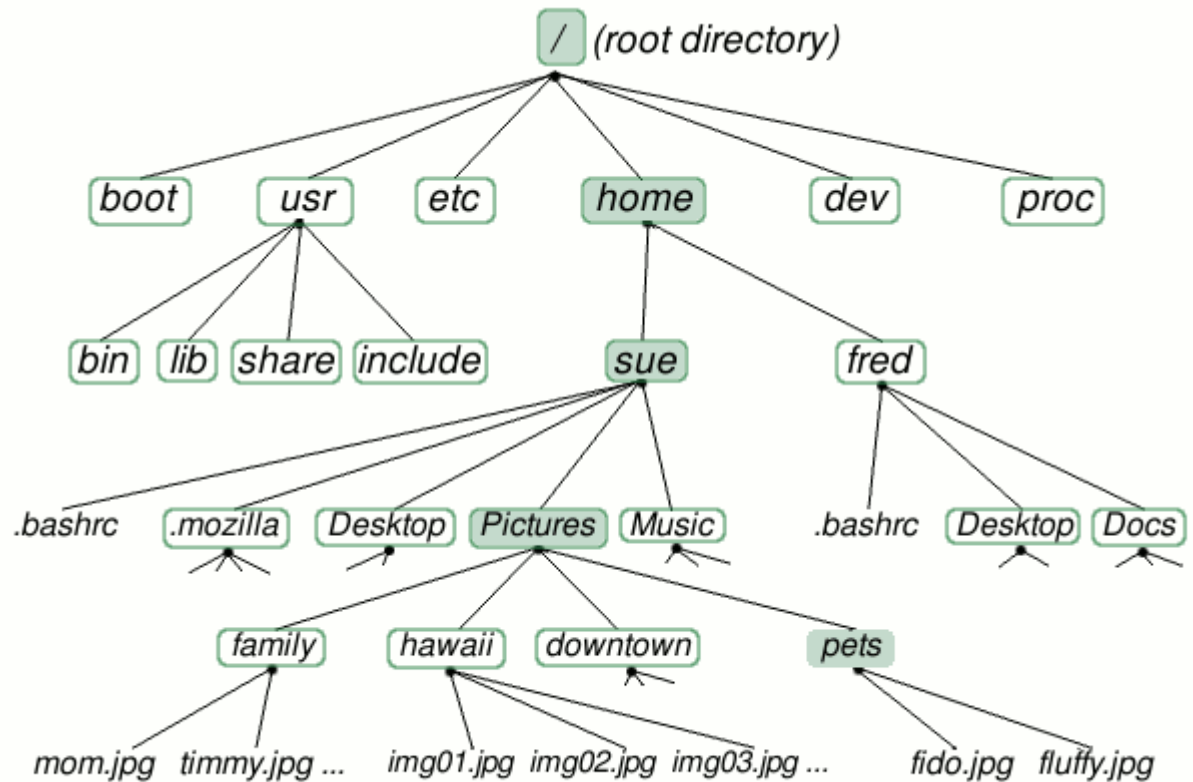 / (root directory)
boot usr etc home dev proc
bin lib share include sue fred
.bashrc .mozilla Desktop Pictures Music .bashrc Desktop Docs
family hawaii downtown pets
mom.jpg timmy.jpg ... img01.jpg img02.jpg img03.jpg ... fido.jpg fluffy.jpg